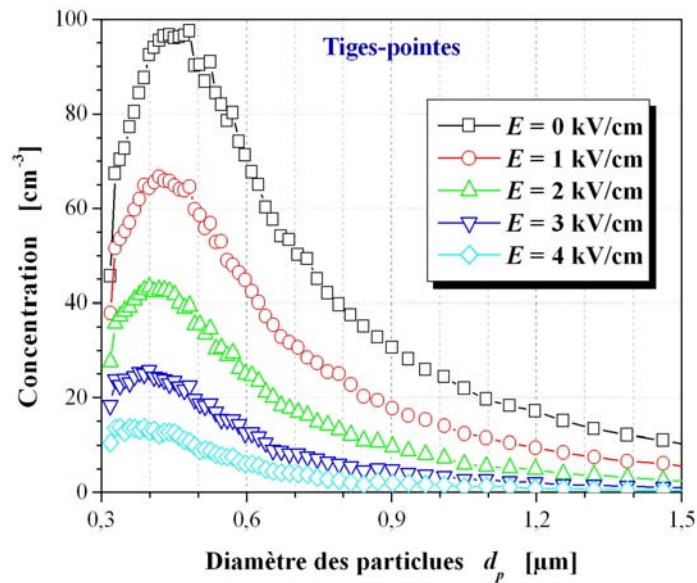 100
80
60
40
20
0
Concentration [cm⁻³]
Tiges-pointes
E = 0 kV/cm
E = 1 kV/cm
E = 2 kV/cm
E = 3 kV/cm
E = 4 kV/cm
0,3 0,6 0,9 1,2 1,5
Diamètre des particlues dₚ [µm]